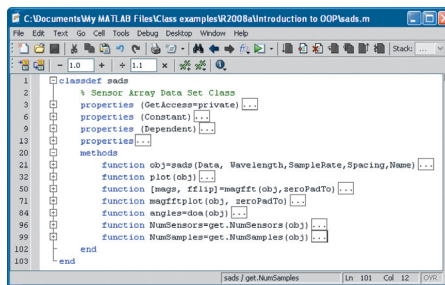 C:\Documents\My MATLAB Files\Class examples\R2008a\Introduction to OOP\sads.m
File Edit Text Go Cell Tools Debug Desktop Window Help
Stack:
- 1.0 + ÷ 1.1 ×
1 classdef sads
2 % Sensor Array Data Set Class
3 properties (GetAccess=private) ...
6 properties (Constant) ...
9 properties (Dependent) ...
13 properties ...
20 methods
21 function obj=sads(Data, Wavelength,SampleRate,Spacing,Name) ...
32 function plot(obj) ...
50 function [mags, fflip]=magfft(obj,zeroPadTo) ...
71 function magfftplot(obj, zeroPadTo) ...
84 function angles=doa(obj) ...
96 function NumSensors=get.NumSensors(obj) ...
99 function NumSamples=get.NumSamples(obj) ...
102 end
103 end
sads / get.NumSamples Ln 101 Col 12 OVR